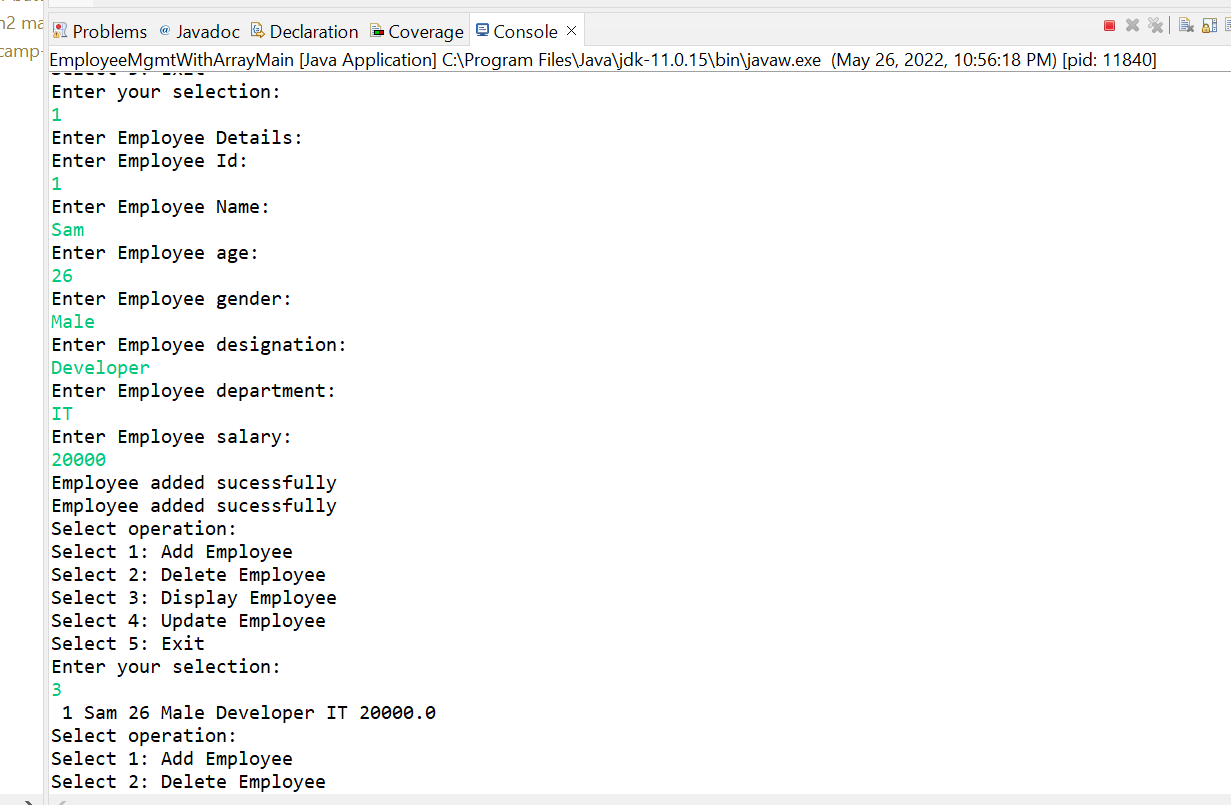 n2 ma
camp-
Problems @ Javadoc Declaration Coverage Console
EmployeeMgmtWithArrayMain [Java Application] C:\Program Files\Java\jdk-11.0.15\bin\javaw.exe (May 26, 2022, 10:56:18 PM) [pid: 11840]
Select 5: Exit
Enter your selection:
1
Enter Employee Details:
Enter Employee Id:
1
Enter Employee Name:
Sam
Enter Employee age:
26
Enter Employee gender:
Male
Enter Employee designation:
Developer
Enter Employee department:
IT
Enter Employee salary:
20000
Employee added sucessfully
Employee added sucessfully
Select operation:
Select 1: Add Employee
Select 2: Delete Employee
Select 3: Display Employee
Select 4: Update Employee
Select 5: Exit
Enter your selection:
3
1 Sam 26 Male Developer IT 20000.0
Select operation:
Select 1: Add Employee
Select 2: Delete Employee